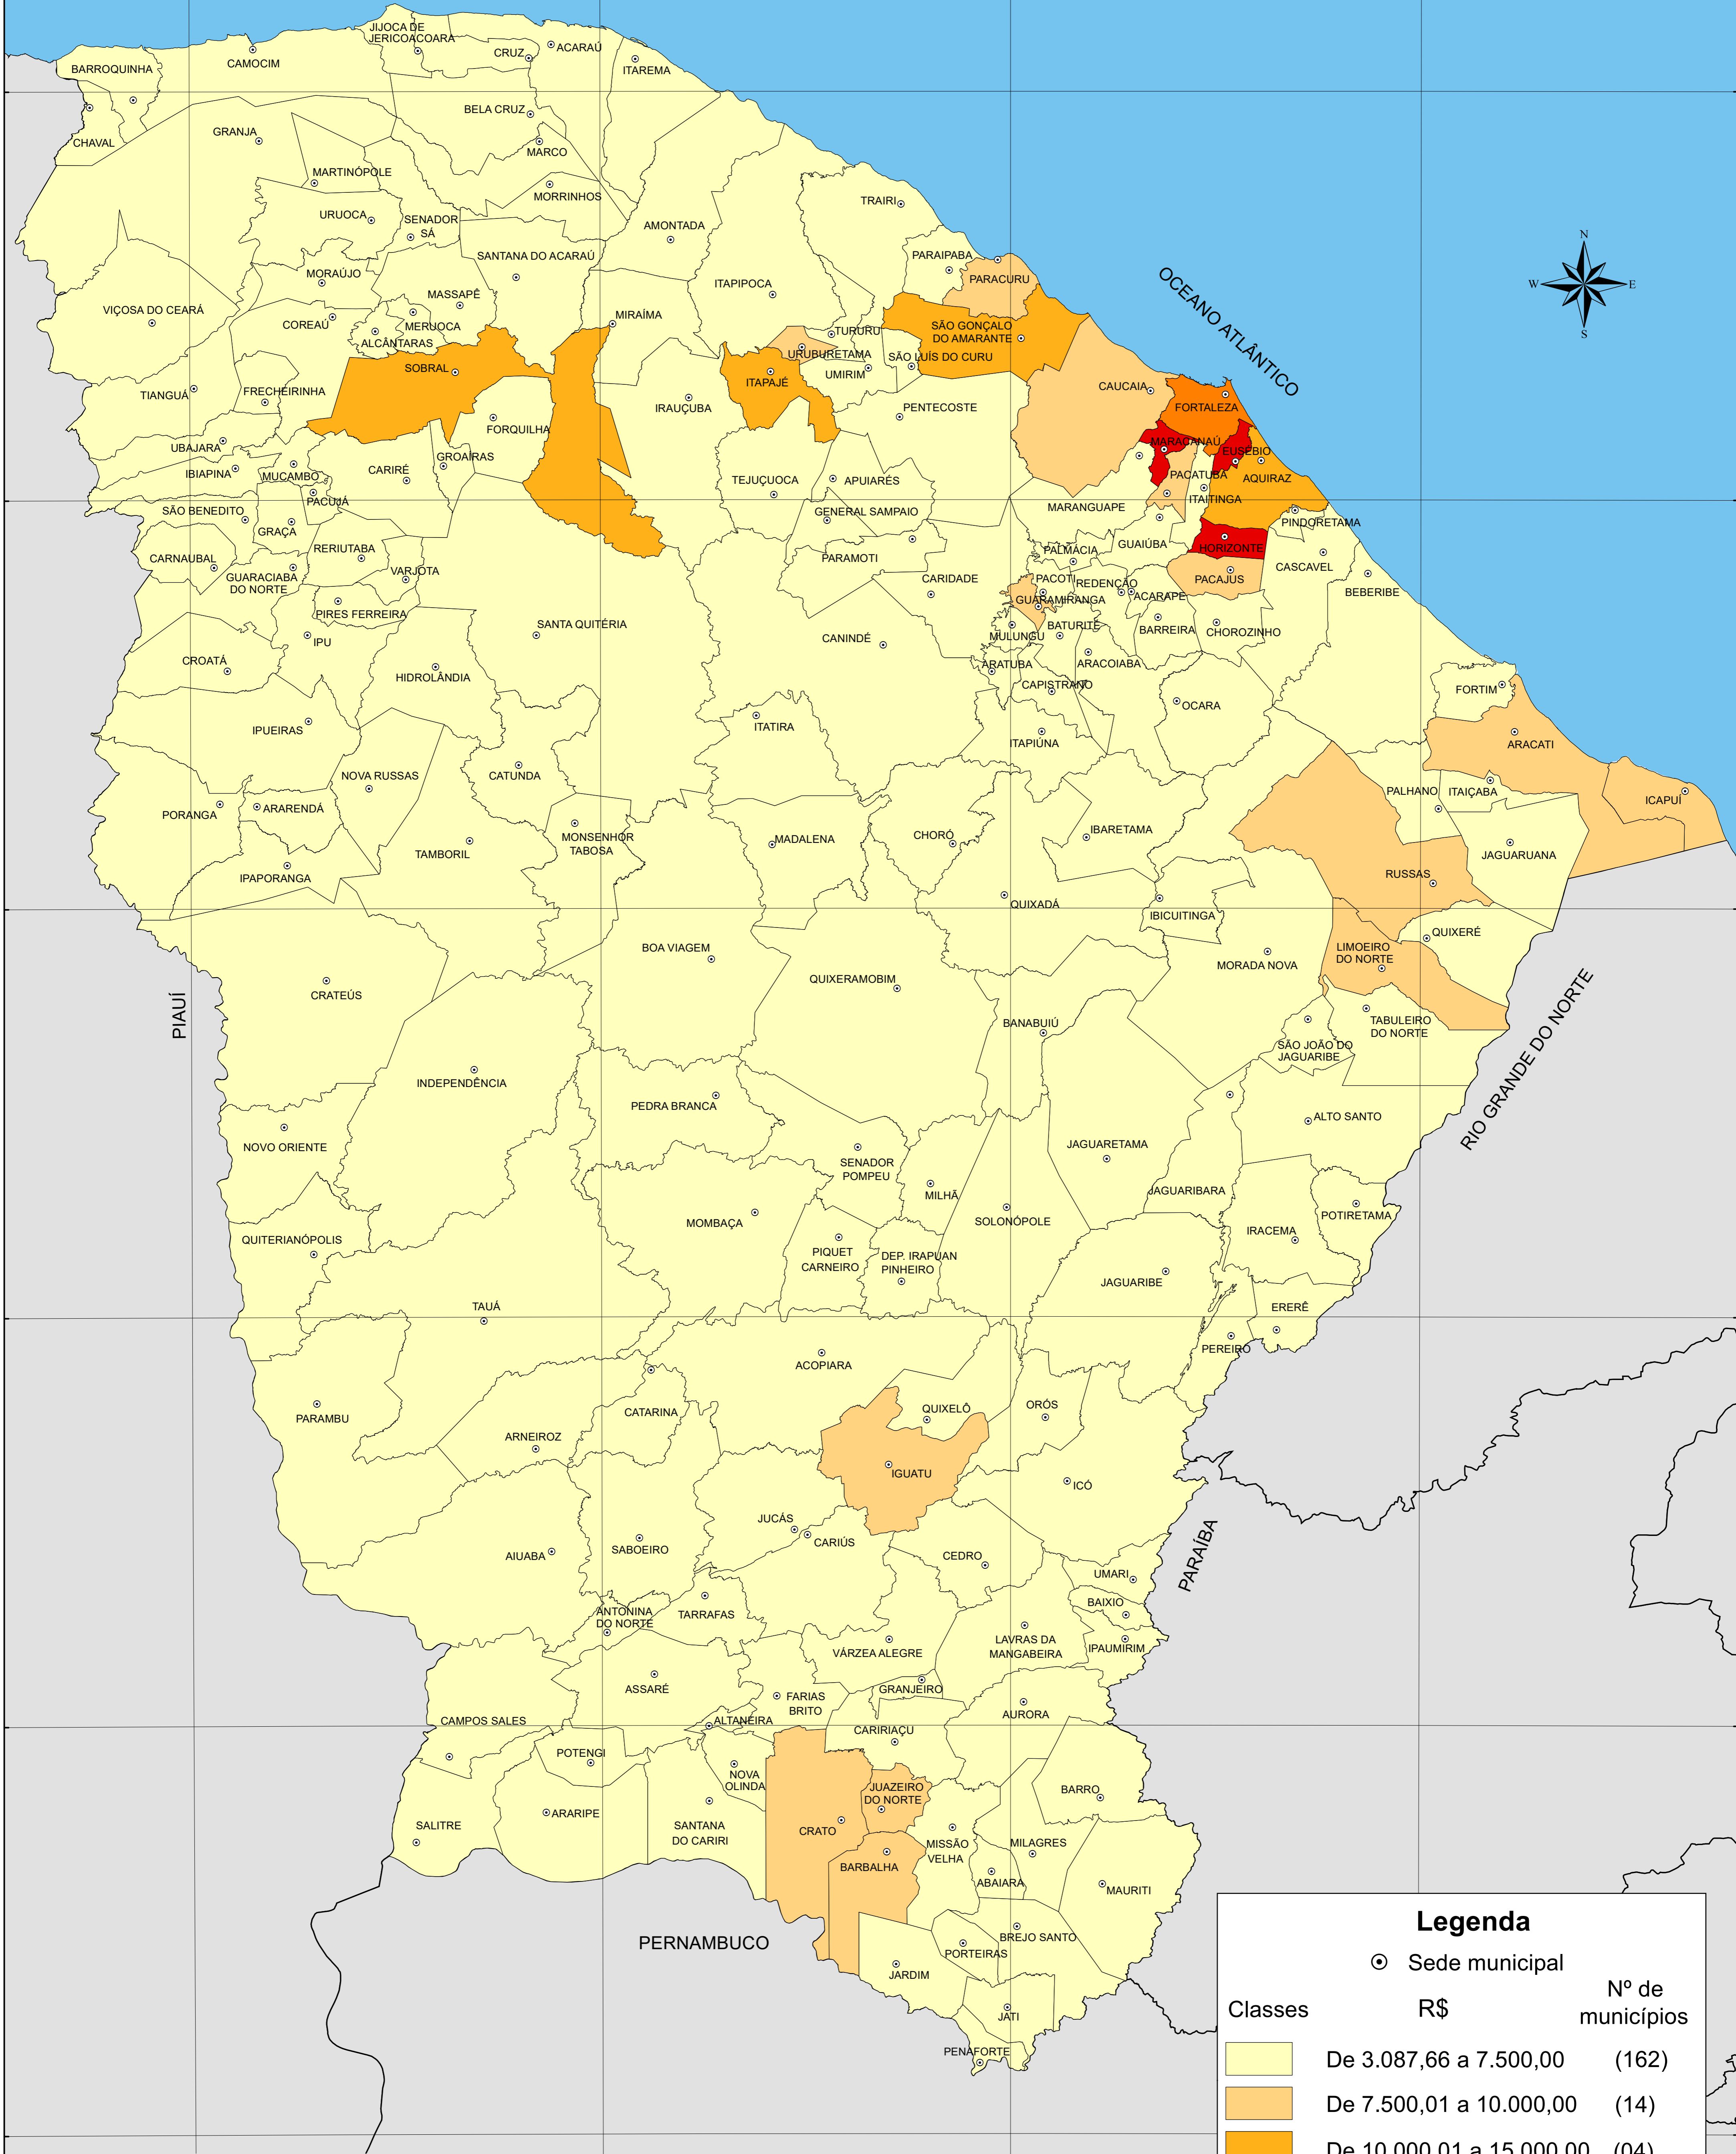 JIJOCA DE
JERICOACOARA
CRUZ
ACARAÚ
ITAREMA
BARROQUINHA
CAMOCIM
CHAVAL
GRANJA
BELA CRUZ
MARCO
MARTINÓPOLE
MORRINHOS
URUOCA
SENADOR
SÁ
AMONTADA
TRAIRI
SANTANA DO ACARAÚ
MORAÚJO
MASSAPÊ
ITAPIPOCA
PARAIPABA
PARACURU
VIÇOSA DO CEARÁ
COREAÚ
MERUOCA
ALCÂNTARAS
MIRAÍMA
TURURU
URUBURETAMA
SÃO GONÇALO
DO AMARANTE
SÃO LUÍS DO CURU
UMIRIM
OCEANO ATLÂNTICO
N
W
E
S
SOBRAL
ITAPAJÉ
CAUCAIA
FORTALEZA
TIANGUÁ
FRECHEIRINHA
IRAUÇUBA
PENTECOSTE
FORQUILHA
UBAJARA
MARACANAÚ
EUSÉBIO
IBIAPINA
MUCAMBO
CARIRÉ
GROAÍRAS
TEJUÇUOCA
APUIARÉS
PACATUBA
AQUIRAZ
ITAITINGA
PACUJÁ
SÃO BENEDITO
GRAÇA
GENERAL SAMPAIO
MARANGUAPE
PINDORETAMA
CARNAUBAL
RERIUTABA
VARJOTA
PARAMOTI
PALMÁCIA
GUAIÚBA
HORIZONTE
CASCAVEL
GUARACIABA
DO NORTE
CARIDADE
PACOTI
REDENÇÃO
PACAJUS
BEBERIBE
PIRES FERREIRA
GUARAMIRANGA
ACARAPE
IPU
SANTA QUITÉRIA
CANINDÉ
MULUNGU
BATURITÉ
BARREIRA
CHOROZINHO
CROATÁ
HIDROLÂNDIA
ARATUBA
ARACOIABA
CAPISTRANO
OCARA
FORTIM
IPUEIRAS
ITATIRA
ITAPIÚNA
ARACATI
NOVA RUSSAS
CATUNDA
PALHANO
ITAIÇABA
ICAPUÍ
PORANGA
ARARENDÁ
TAMBORIL
MONSENHOR
TABOSA
MADALENA
CHORÓ
IBARETAMA
JAGUARUANA
IPAPORANGA
RUSSAS
QUIXADÁ
IBICUITINGA
QUIXERÉ
BOA VIAGEM
LIMOEIRO
DO NORTE
MORADA NOVA
QUIXERAMOBIM
PIAUÍ
CRATEÚS
BANABUIÚ
TABULEIRO
DO NORTE
SÃO JOÃO DO
JAGUARIBE
RIO GRANDE DO NORTE
INDEPENDÊNCIA
PEDRA BRANCA
ALTO SANTO
NOVO ORIENTE
JAGUARETAMA
SENADOR
POMPEU
MILHÃ
JAGUARIBARA
MOMBAÇA
SOLONÓPOLE
POTIRETAMA
IRACEMA
QUITERIANÓPOLIS
PIQUET
CARNEIRO
DEP. IRAPUAN
PINHEIRO
JAGUARIBE
TAUÁ
ERERÊ
PEREIRO
ACOPIARA
PARAMBU
CATARINA
QUIXELÔ
ORÓS
ARNEIROZ
IGUATU
ICÓ
JUCÁS
CARIÚS
AIUABA
SABOEIRO
CEDRO
UMARI
PARAÍBA
BAIXIO
ANTONINA
DO NORTE
TARRAFAS
VÁRZEA ALEGRE
LAVRAS DA
MANGABEIRA
IPAUMIRIM
ASSARÉ
GRANJEIRO
FARIAS
BRITO
AURORA
CAMPOS SALES
ALTANEIRA
CARIRIAÇU
POTENGI
NOVA
OLINDA
JUAZEIRO
DO NORTE
BARRO
ARARIPE
SALITRE
SANTANA
DO CARIRI
CRATO
MISSÃO
VELHA
MILAGRES
BARBALHA
ABAIARA
MAURITI
PERNAMBUCO
BREJO SANTO
PORTEIRAS
JARDIM
JATI
PENAFORTE
Legenda
Sede municipal
Classes R$ Nº de
municípios
De 3.087,66 a 7.500,00 (162)
De 7.500,01 a 10.000,00 (14)
De 10.000,01 a 15.000,00 (04)